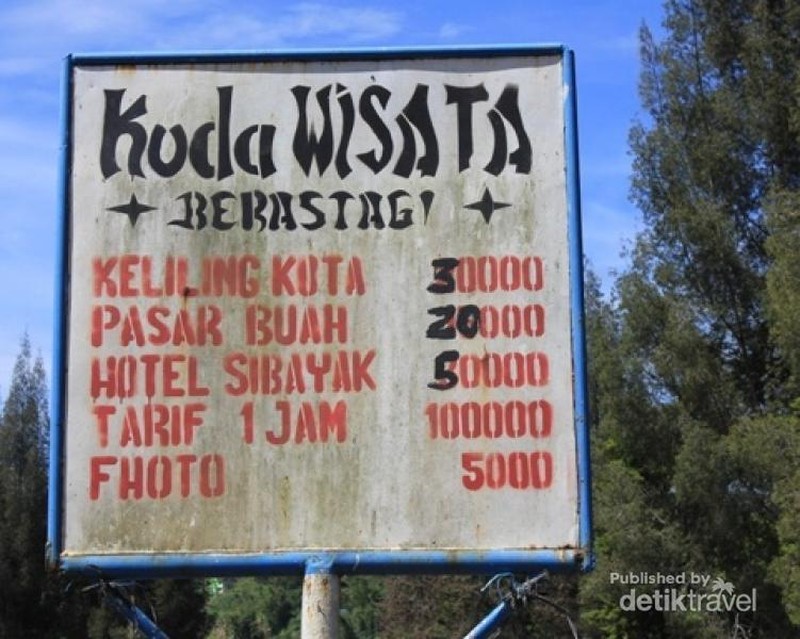 Kuda WISATA
BERASTAGI
KELILING KOTA 30000
PASAR BUAH 20000
HOTEL SIBAYAK 50000
TARIF 1 JAM 100000
FHOTO 5000
Published by
detiktravel